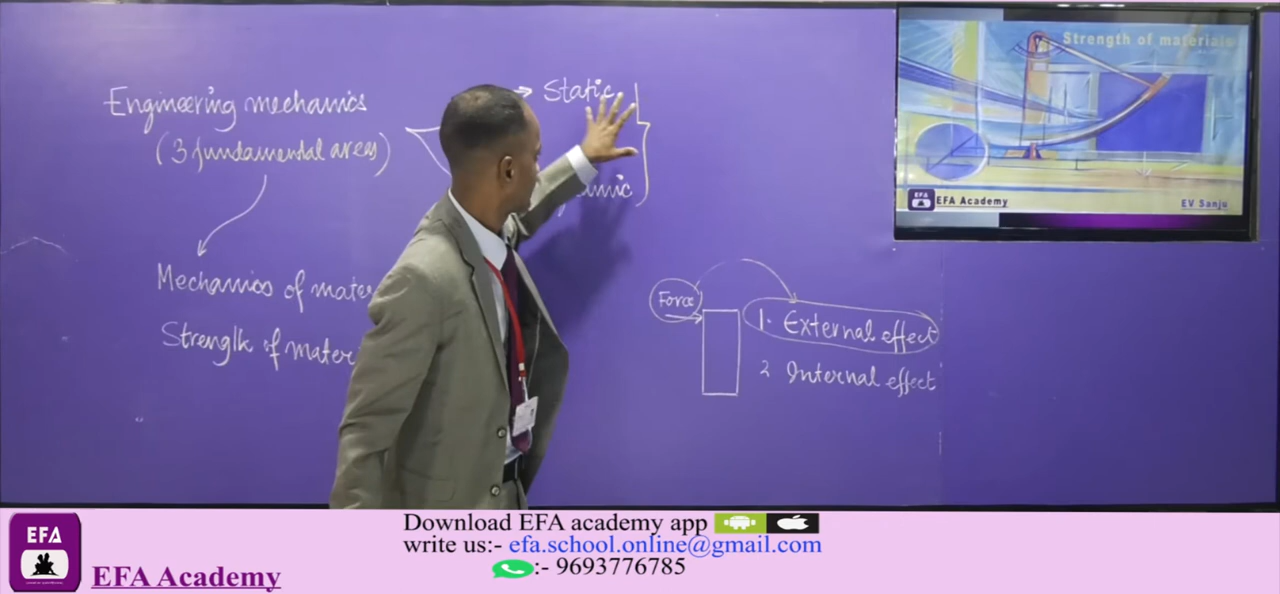 Engineering mechanics
(3 fundamental areas)
→ Static
Mechanics of
Strength of
Force
1. External effect
2 Internal effect
Strength of materials
EFA Academy
EV Sanju
EFA
EFA Academy
Download EFA academy app
write us:- efa.school.online@gmail.com
:- 9693776785